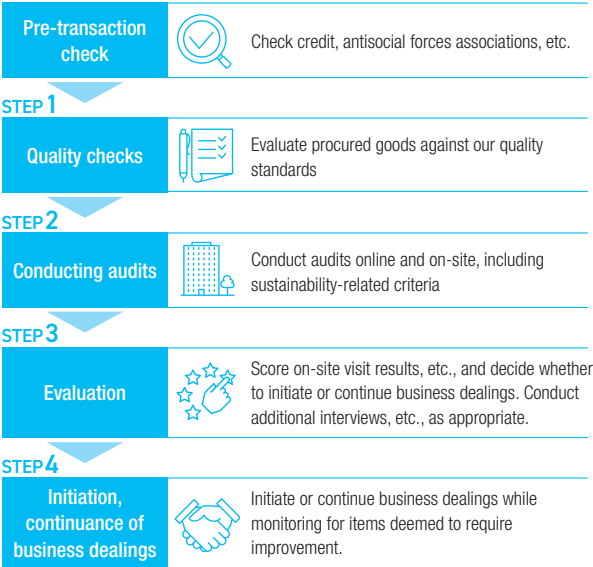 Pre-transaction
check
Check credit, antisocial forces associations, etc.
STEP 1
Quality checks
Evaluate procured goods against our quality
standards
STEP 2
Conducting audits
Conduct audits online and on-site, including
sustainability-related criteria
STEP 3
Evaluation
Score on-site visit results, etc., and decide whether
to initiate or continue business dealings. Conduct
additional interviews, etc., as appropriate.
STEP 4
Initiation,
continuance of
business dealings
Initiate or continue business dealings while
monitoring for items deemed to require
improvement.